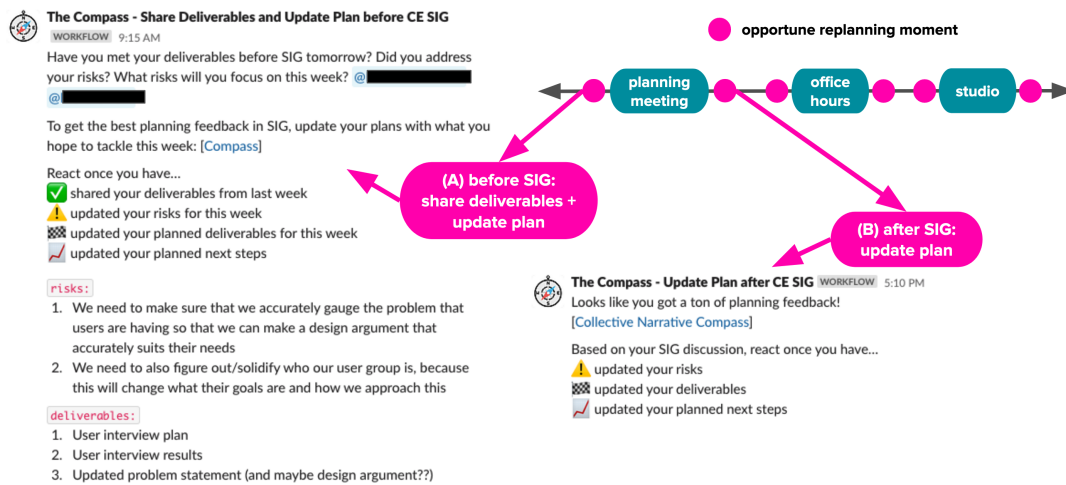 The Compass - Share Deliverables and Update Plan before CE SIG
WORKFLOW 9:15 AM
Have you met your deliverables before SIG tomorrow? Did you address
your risks? What risks will you focus on this week? @
@
To get the best planning feedback in SIG, update your plans with what you
hope to tackle this week: [Compass]
React once you have...
✅ shared your deliverables from last week
⚠️ updated your risks for this week
🏁 updated your planned deliverables for this week
📈 updated your planned next steps
risks:
1. We need to make sure that we accurately gauge the problem that
users are having so that we can make a design argument that
accurately suits their needs
2. We need to also figure out/solidify who our user group is, because
this will change what their goals are and how we approach this
deliverables:
1. User interview plan
2. User interview results
3. Updated problem statement (and maybe design argument??)
opportune replanning moment
planning
meeting
office
hours
studio
(A) before SIG:
share deliverables +
update plan
(B) after SIG:
update plan
The Compass - Update Plan after CE SIG WORKFLOW 5:10 PM
Looks like you got a ton of planning feedback!
[Collective Narrative Compass]
Based on your SIG discussion, react once you have...
⚠️ updated your risks
🏁 updated your deliverables
📈 updated your planned next steps